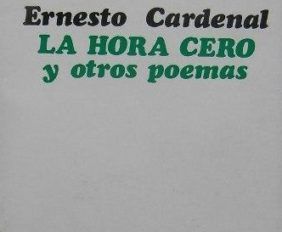 Ernesto Cardenal
LA HORA CERO
y otros poemas